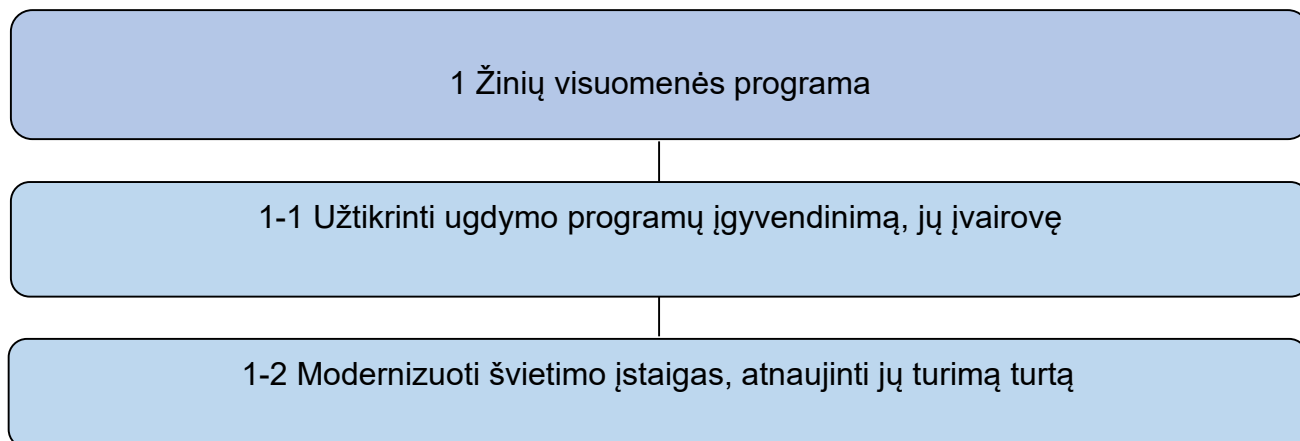 1 Žinių visuomenės programa
1-1 Užtikrinti ugdymo programų įgyvendinimą, jų įvairovę
1-2 Modernizuoti švietimo įstaigas, atnaujinti jų turimą turtą